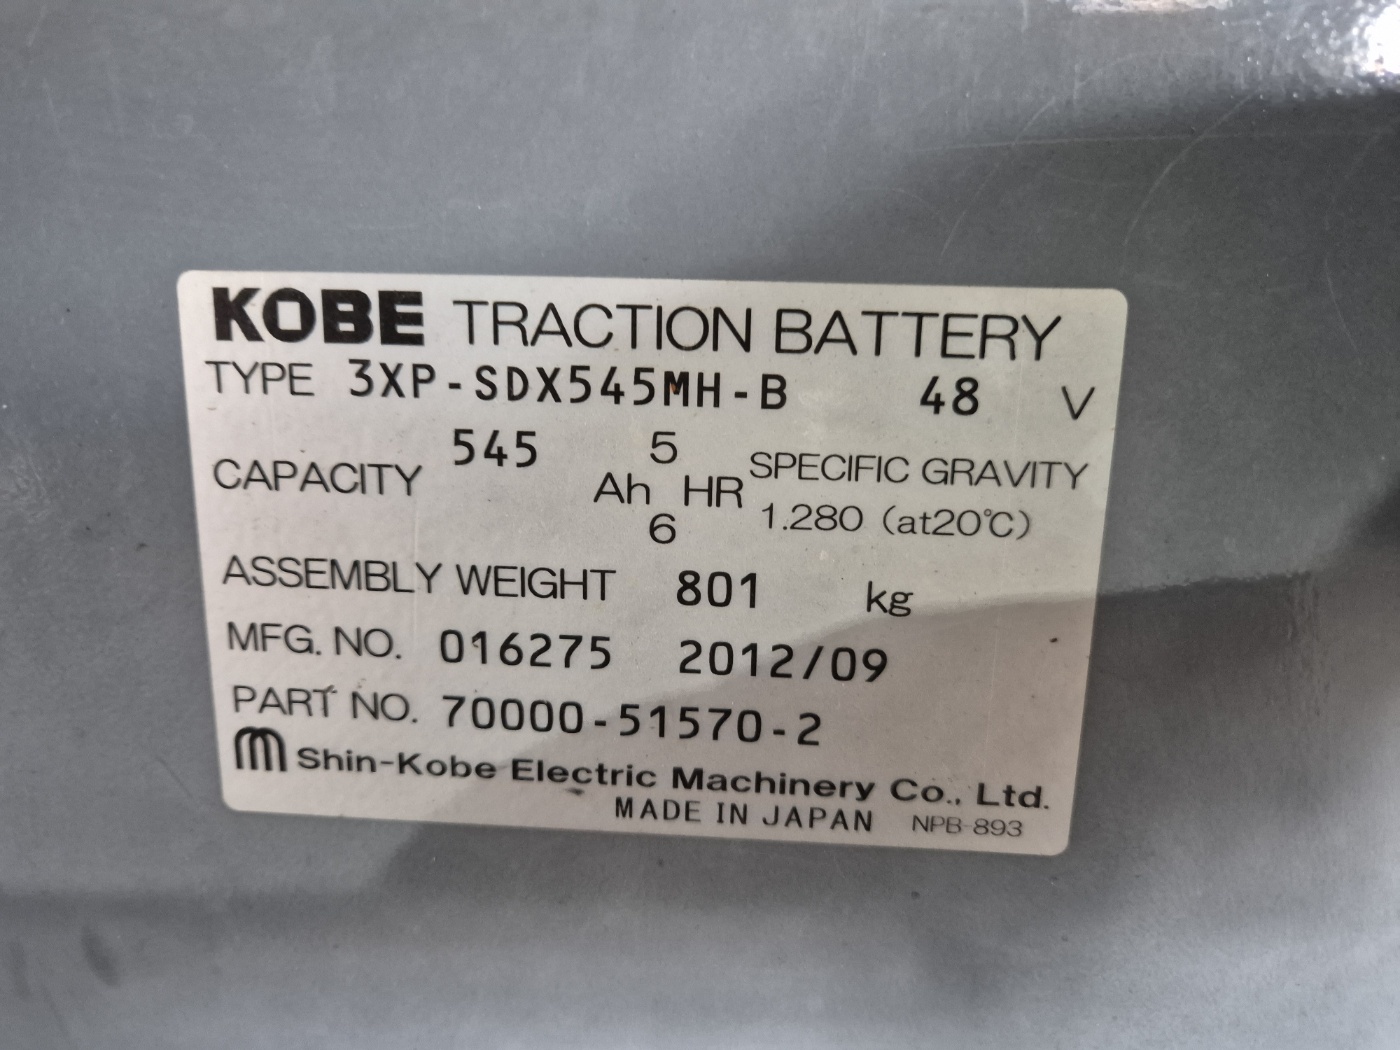 KOBE TRACTION BATTERY
TYPE 3XP-SDX545MH-B 48 V
CAPACITY 545 Ah 5 HR SPECIFIC GRAVITY
6 1.280 (at20℃)
ASSEMBLY WEIGHT 801 kg
MFG. NO. 016275 2012/09
PART NO. 70000-51570-2
Shin-Kobe Electric Machinery Co., Ltd.
MADE IN JAPAN NPB-893